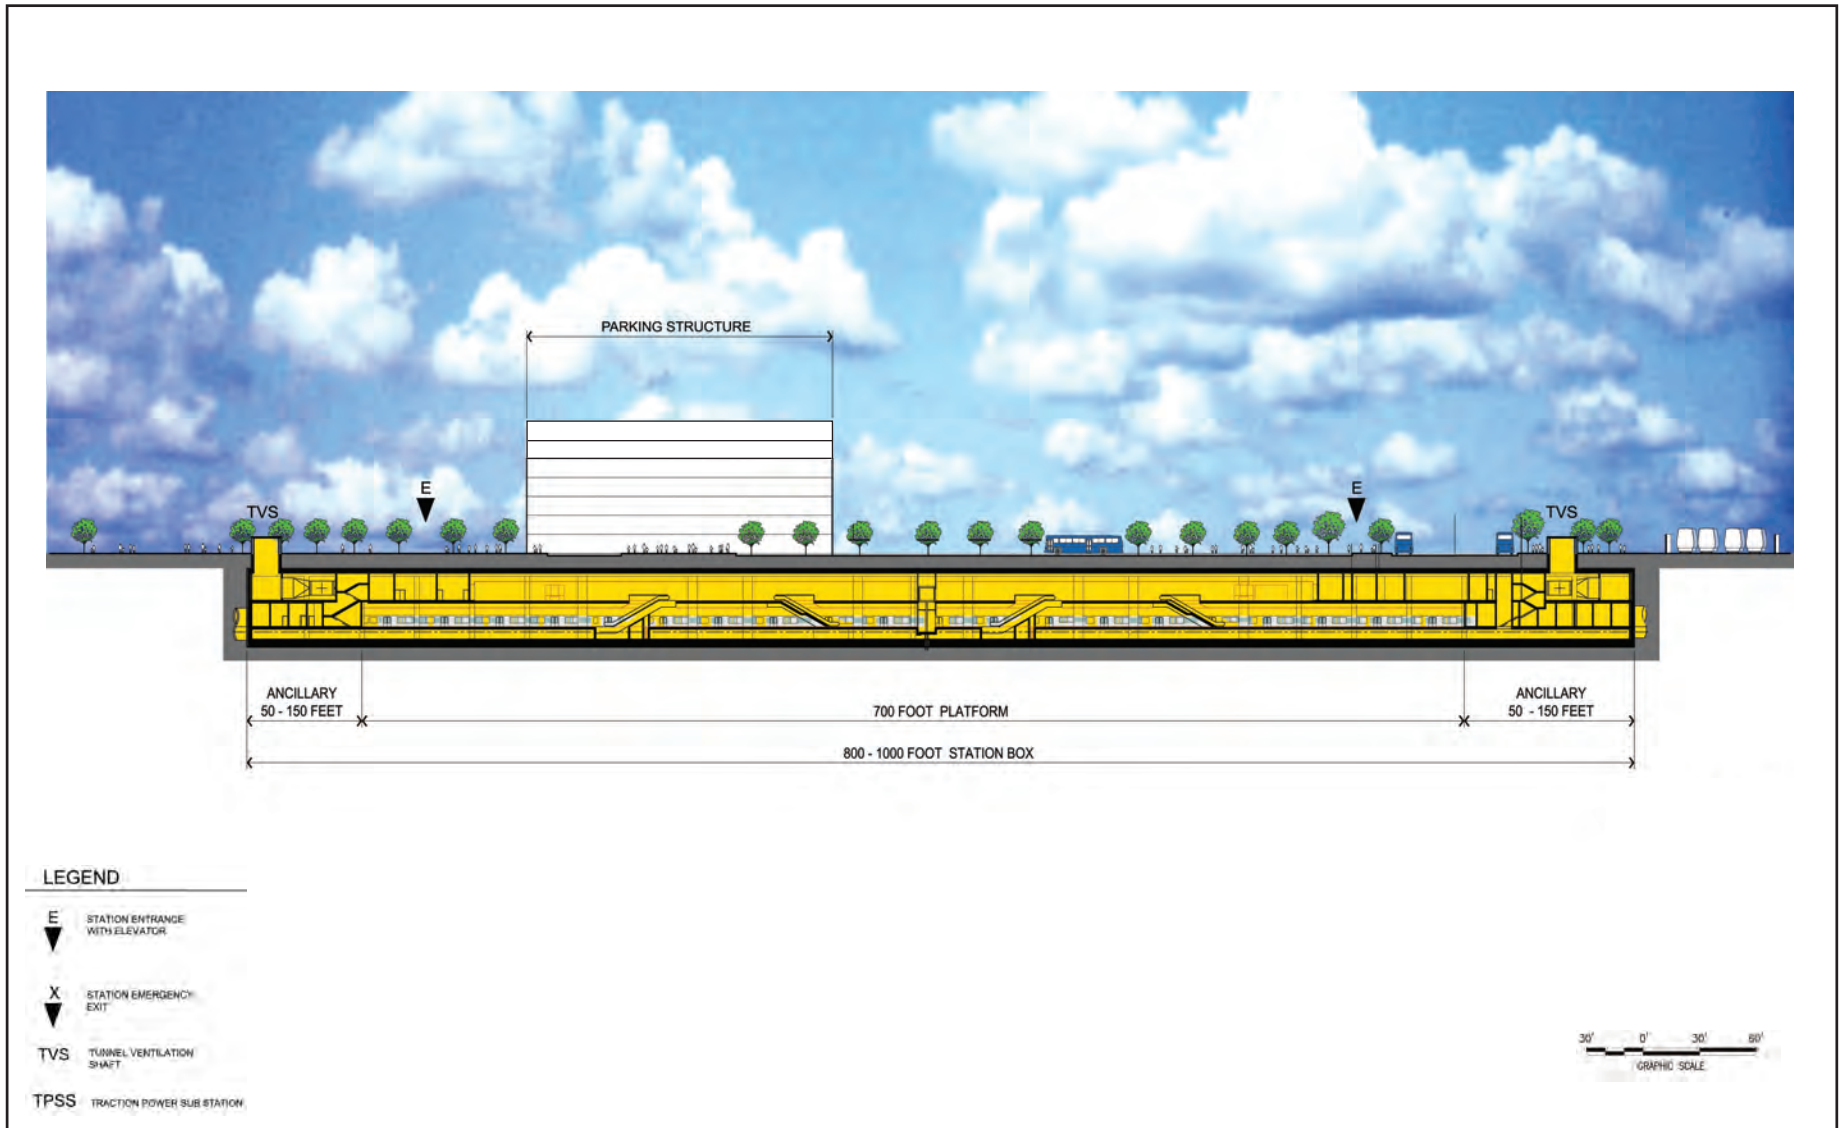 PARKING STRUCTURE
E
E
TVS
TVS
ANCILLARY
50 - 150 FEET
700 FOOT PLATFORM
ANCILLARY
50 - 150 FEET
800 - 1000 FOOT STATION BOX
LEGEND
E
STATION ENTRANCE
WITH ELEVATOR
X
STATION EMERGENCY
EXIT
TVS
TUNNEL VENTILATION
SHAFT
TPSS
TRACTION POWER SUB STATION
30' 0' 30' 60'
GRAPHIC SCALE